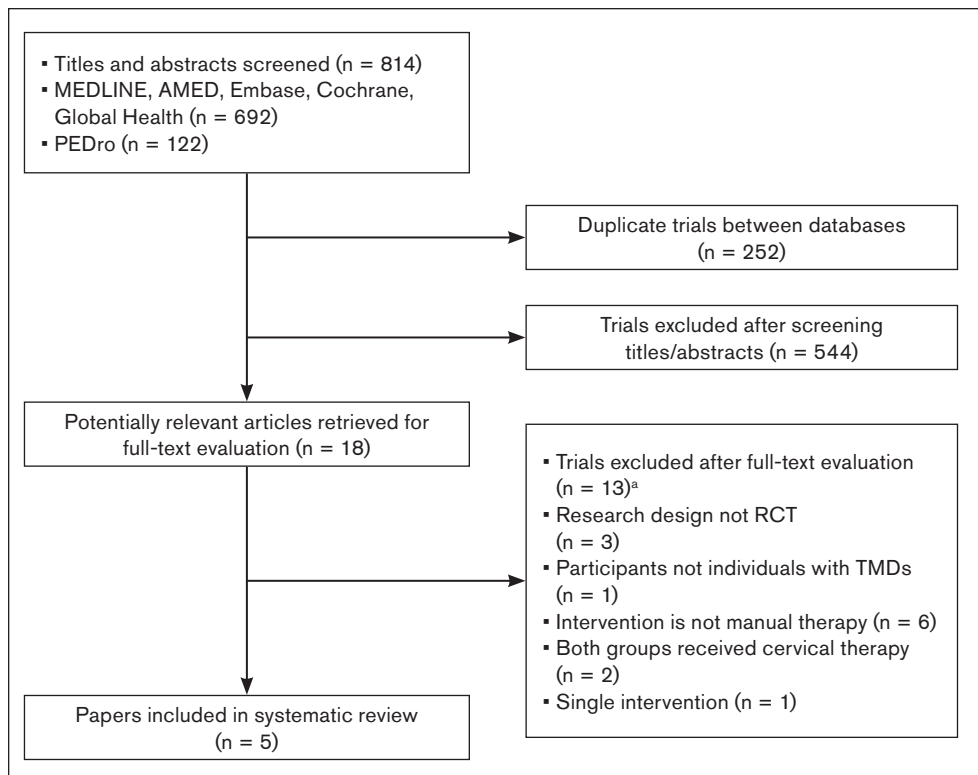 ▪ Titles and abstracts screened (n = 814)
▪ MEDLINE, AMED, Embase, Cochrane,
Global Health (n = 692)
▪ PEDro (n = 122)
Duplicate trials between databases
(n = 252)
Trials excluded after screening
titles/abstracts (n = 544)
Potentially relevant articles retrieved for
full-text evaluation (n = 18)
▪ Trials excluded after full-text evaluation
(n = 13)ᵃ
▪ Research design not RCT
(n = 3)
▪ Participants not individuals with TMDs
(n = 1)
▪ Intervention is not manual therapy (n = 6)
▪ Both groups received cervical therapy
(n = 2)
▪ Single intervention (n = 1)
Papers included in systematic review
(n = 5)